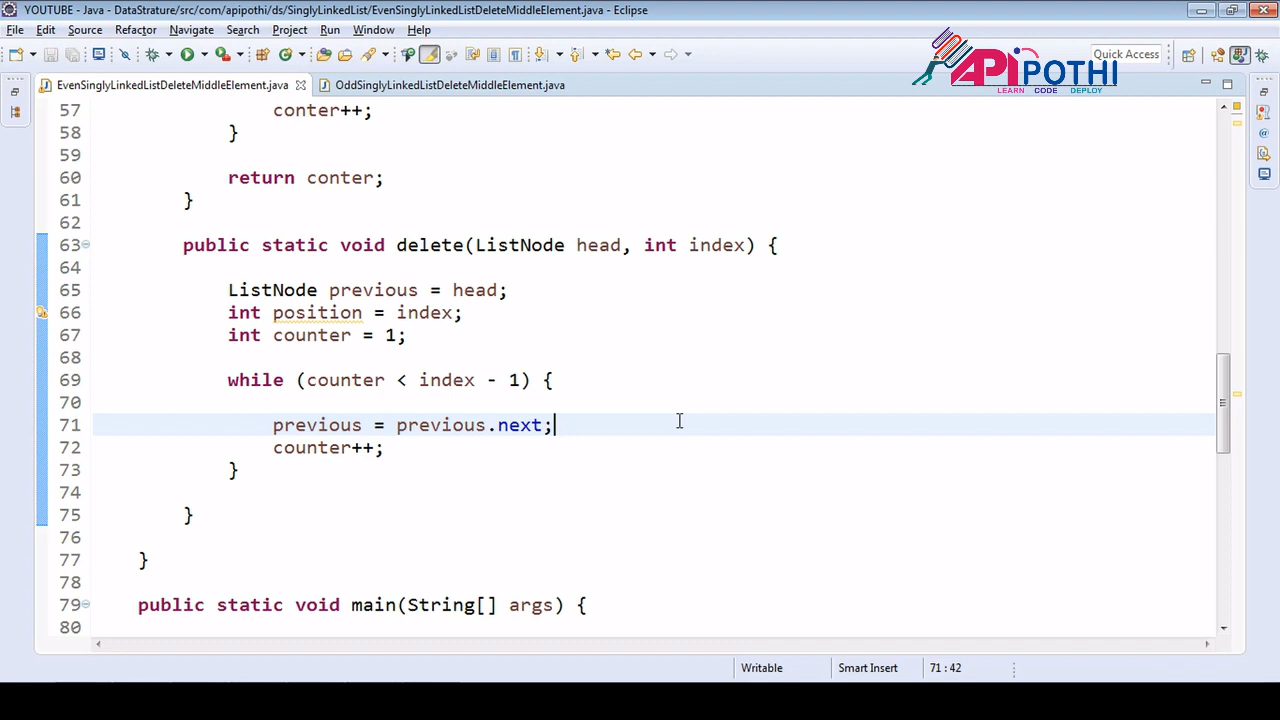 YOUTUBE - Java - DataStrature/src/com/apipothi/ds/SinglyLinkedList/EvenSinglyLinkedListDeleteMiddleElement.java - Eclipse
File Edit Source Refactor Navigate Search Project Run Window Help
Quick Access
APIPOTHI
LEARN CODE DEPLOY
EvenSinglyLinkedListDeleteMiddleElement.java OddSinglyLinkedListDeleteMiddleElement.java
57 conter++;
58 }
59
60 return conter;
61 }
62
63 public static void delete(ListNode head, int index) {
64
65 ListNode previous = head;
66 int position = index;
67 int counter = 1;
68
69 while (counter < index - 1) {
70
71 previous = previous.next;
72 counter++;
73 }
74
75 }
76
77 }
78
79 public static void main(String[] args) {
80
Writable Smart Insert 71 : 42